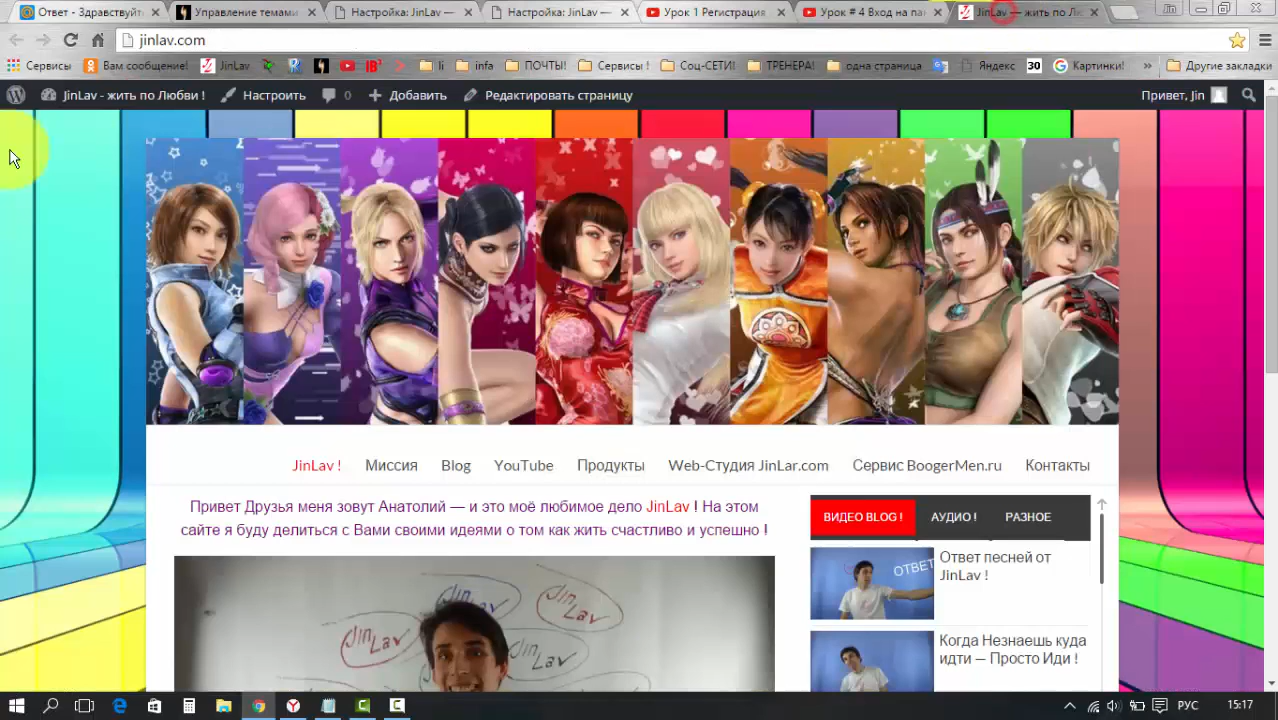 Ответ - Здравствуйт
Управление темами
Настройка: JinLav —
Настройка: JinLav —
Урок 1 Регистрация
Урок # 4 Вход на па
JinLav — жить по Лю
jinlav.com
Сервисы
Вам сообщение!
JinLav
li
infa
ПОЧТЫ!
Сервисы !
Соц-СЕТИ!
ТРЕНЕРА!
одна страница
Яндекс
30
Картинки!
»
Другие закладки
JinLav - жить по Любви !
Настроить
0
Добавить
Редактировать страницу
Привет, Jin
JinLav !
Миссия
Blog
YouTube
Продукты
Web-Студия JinLar.com
Сервис BoogerMen.ru
Контакты
Привет Друзья меня зовут Анатолий — и это моё любимое дело JinLav ! На этом
сайте я буду делиться с Вами своими идеями о том как жить счастливо и успешно !
ВИДЕО BLOG !
АУДИО !
РАЗНОЕ
ОТВЕТ
Ответ песней от
JinLav !
Когда Незнаешь куда
идти — Просто Иди !
JinLav
JinLav
JinLav
JinLav
РУС
15:17